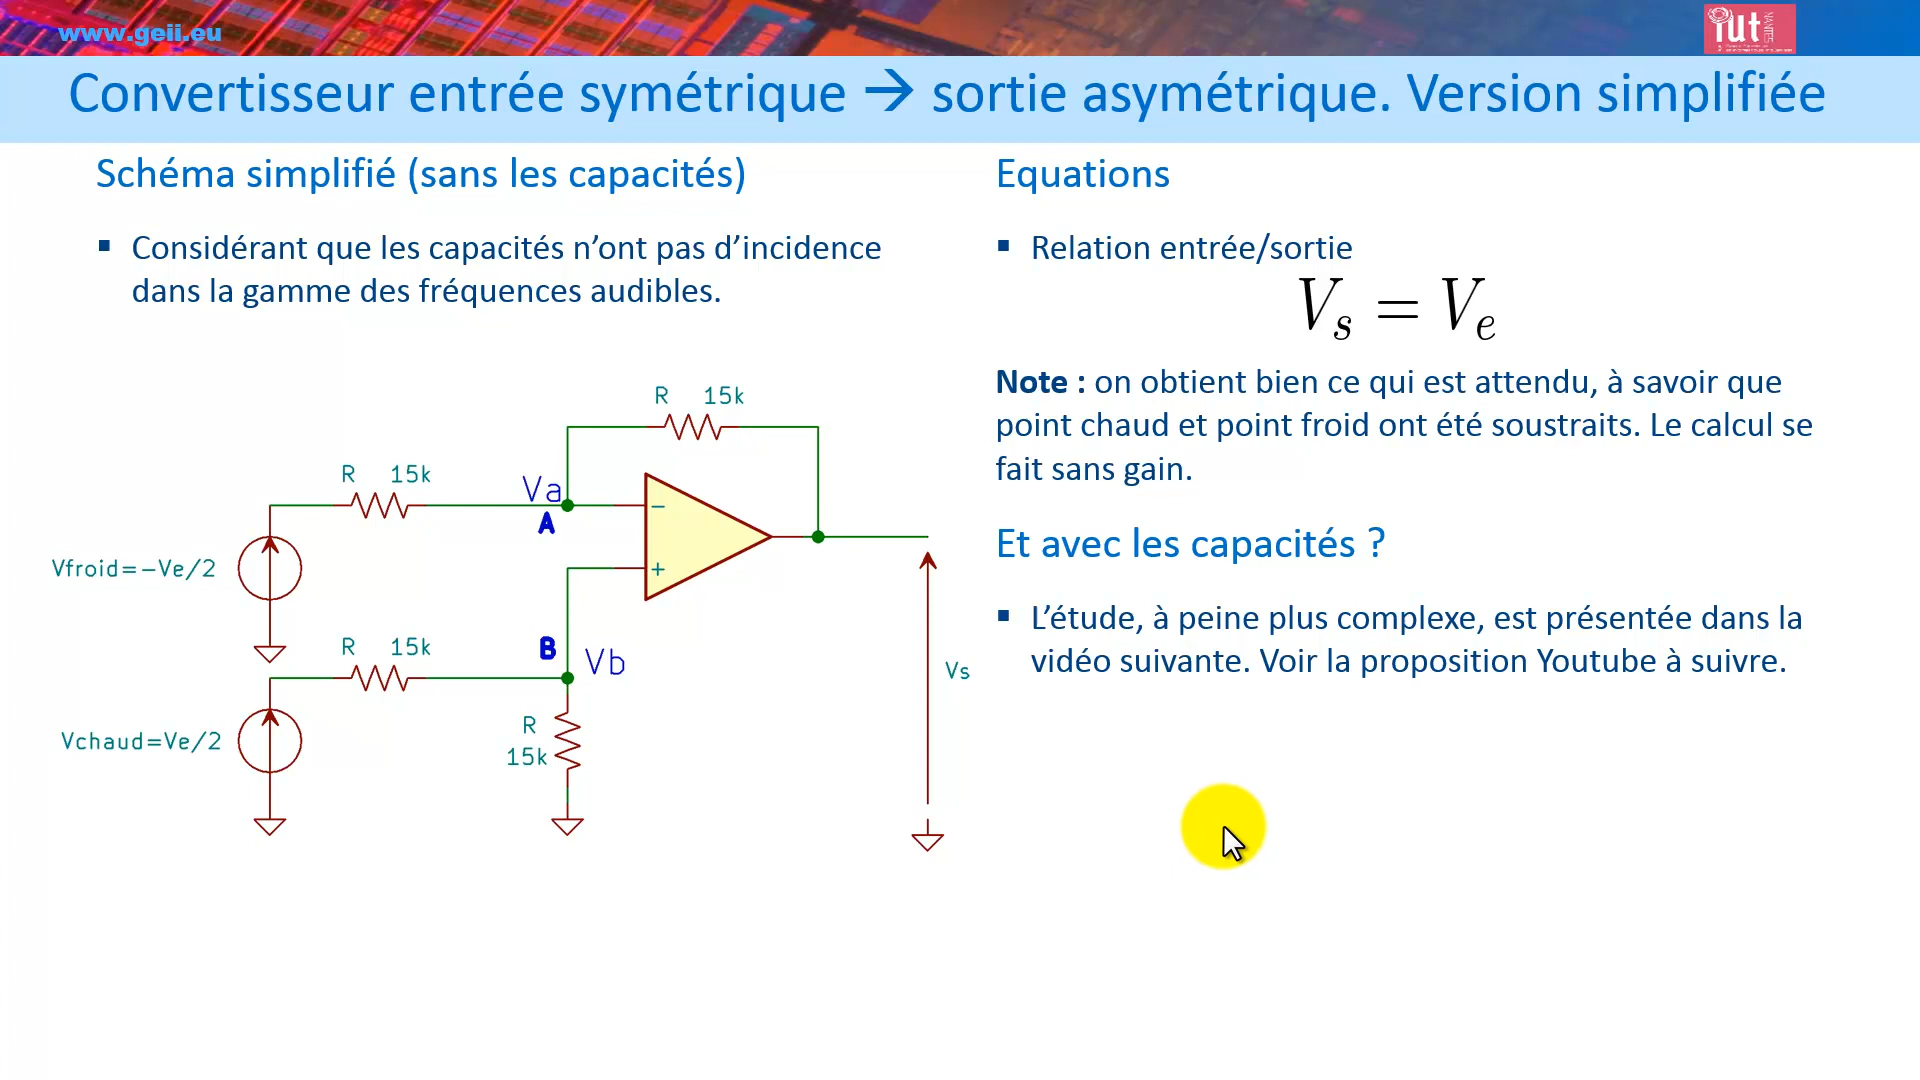 www.geii.eu
iut
NANTES
Convertisseur entrée symétrique → sortie asymétrique. Version simplifiée
Schéma simplifié (sans les capacités)
▪ Considérant que les capacités n’ont pas d’incidence
dans la gamme des fréquences audibles.
R 15k
R 15k
Va
A
−
+
Vfroid=−Ve/2
R 15k
B
Vb
Vchaud=Ve/2
R
15k
Vs
Equations
▪ Relation entrée/sortie
Vs = Ve
Note : on obtient bien ce qui est attendu, à savoir que
point chaud et point froid ont été soustraits. Le calcul se
fait sans gain.
Et avec les capacités ?
▪ L’étude, à peine plus complexe, est présentée dans la
vidéo suivante. Voir la proposition Youtube à suivre.